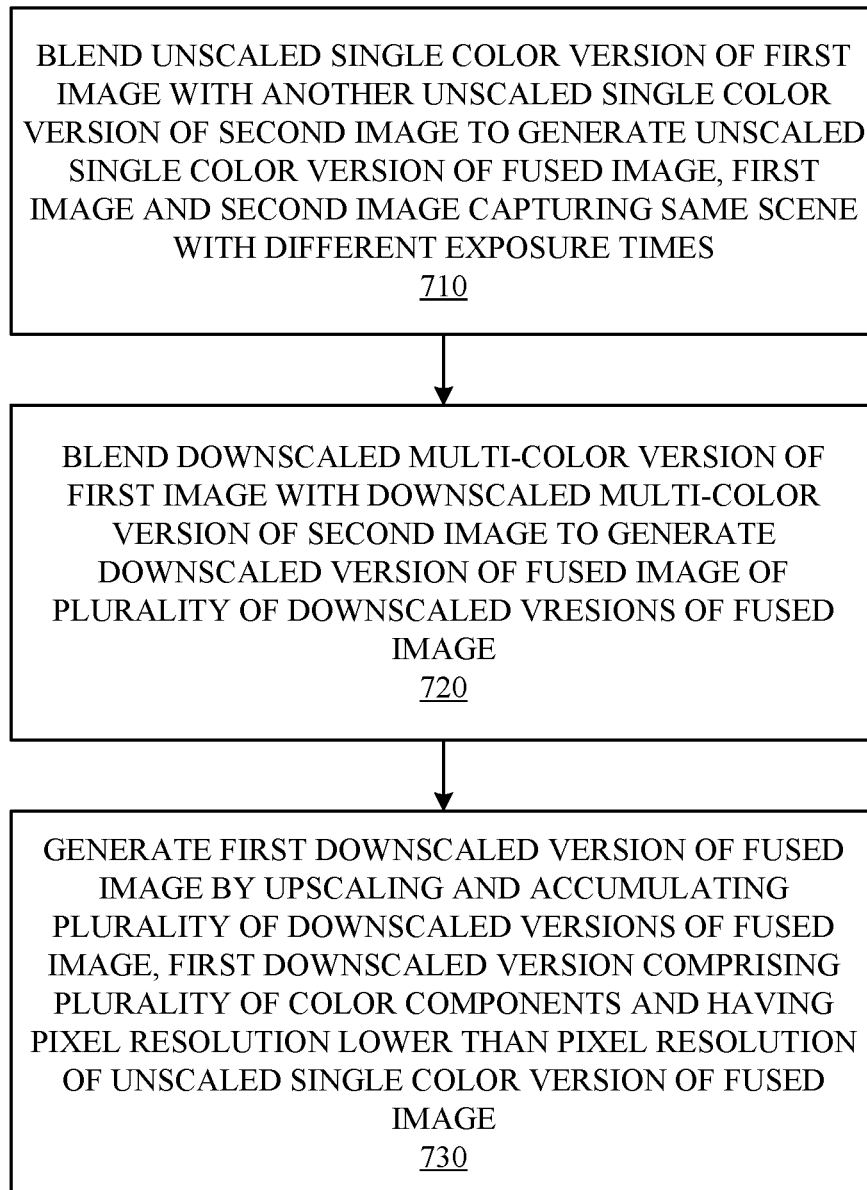 BLEND UNSCALED SINGLE COLOR VERSION OF FIRST
IMAGE WITH ANOTHER UNSCALED SINGLE COLOR
VERSION OF SECOND IMAGE TO GENERATE UNSCALED
SINGLE COLOR VERSION OF FUSED IMAGE, FIRST
IMAGE AND SECOND IMAGE CAPTURING SAME SCENE
WITH DIFFERENT EXPOSURE TIMES
710
BLEND DOWNSCALED MULTI-COLOR VERSION OF
FIRST IMAGE WITH DOWNSCALED MULTI-COLOR
VERSION OF SECOND IMAGE TO GENERATE
DOWNSCALED VERSION OF FUSED IMAGE OF
PLURALITY OF DOWNSCALED VRESIONS OF FUSED
IMAGE
720
GENERATE FIRST DOWNSCALED VERSION OF FUSED
IMAGE BY UPSCALING AND ACCUMULATING
PLURALITY OF DOWNSCALED VERSIONS OF FUSED
IMAGE, FIRST DOWNSCALED VERSION COMPRISING
PLURALITY OF COLOR COMPONENTS AND HAVING
PIXEL RESOLUTION LOWER THAN PIXEL RESOLUTION
OF UNSCALED SINGLE COLOR VERSION OF FUSED
IMAGE
730